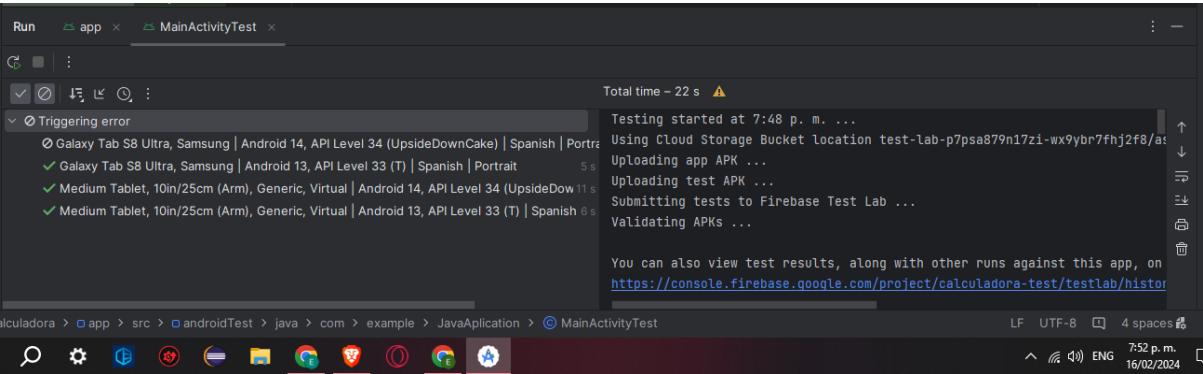 Run app MainActivityTest
Total time – 22 s
Triggering error
Galaxy Tab S8 Ultra, Samsung | Android 14, API Level 34 (UpsideDownCake) | Spanish | Portra
Galaxy Tab S8 Ultra, Samsung | Android 13, API Level 33 (T) | Spanish | Portrait 5 s
Medium Tablet, 10in/25cm (Arm), Generic, Virtual | Android 14, API Level 34 (UpsideDow 11 s
Medium Tablet, 10in/25cm (Arm), Generic, Virtual | Android 13, API Level 33 (T) | Spanish 6 s
Testing started at 7:48 p. m. ...
Using Cloud Storage Bucket location test-lab-p7psa879n17zi-wx9ybr7fhj2f8/as
Uploading app APK ...
Uploading test APK ...
Submitting tests to Firebase Test Lab ...
Validating APKs ...
You can also view test results, along with other runs against this app, on
https://console.firebase.google.com/project/calculadora-test/testlab/histor
alculadora > app > src > androidTest > java > com > example > JavaAplication > MainActivityTest
LF UTF-8 4 spaces
ENG 7:52 p. m.
16/02/2024